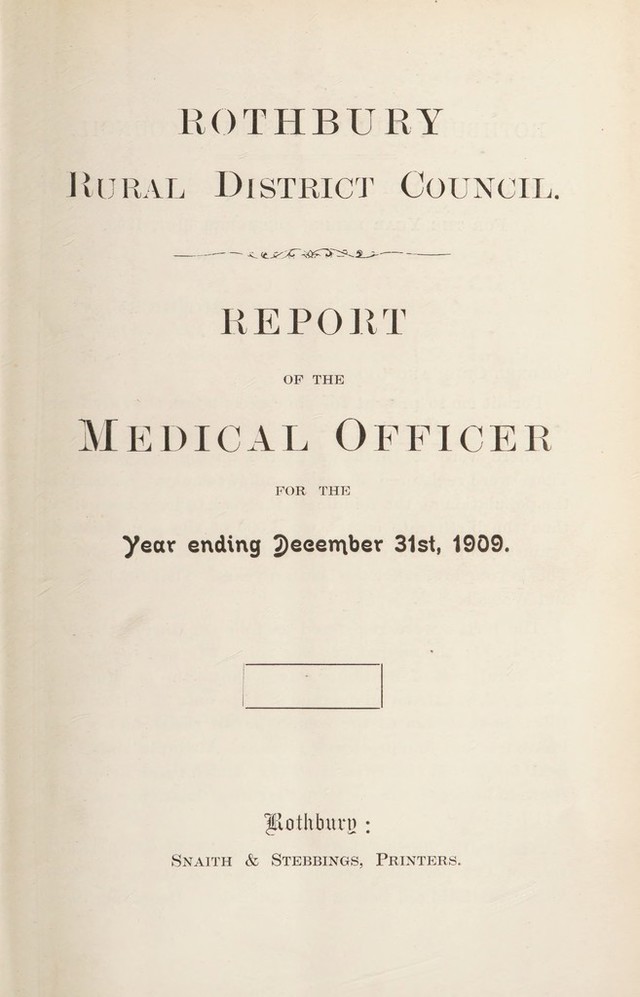 ROTHBURY
RURAL DISTRICT COUNCIL.
REPORT
OF THE
MEDICAL OFFICER
FOR THE
Year ending December 31st, 1909.
Rothbury:
SNAITH & STEBBINGS, PRINTERS.